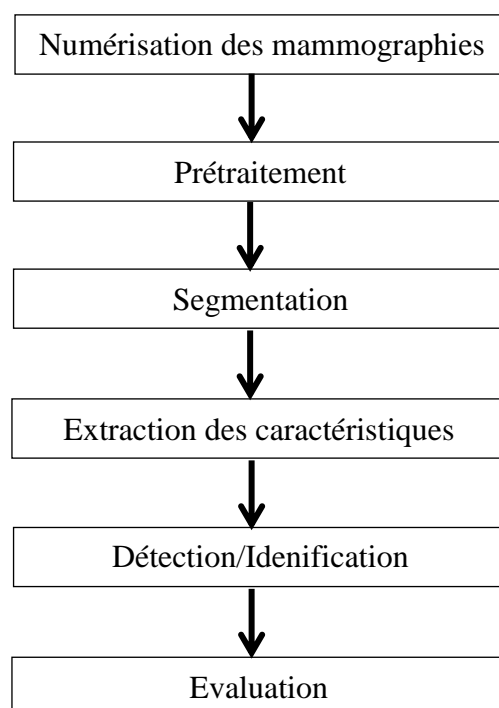 Numérisation des mammographies
Prétraitement
Segmentation
Extraction des caractéristiques
Détection/Idenification
Evaluation